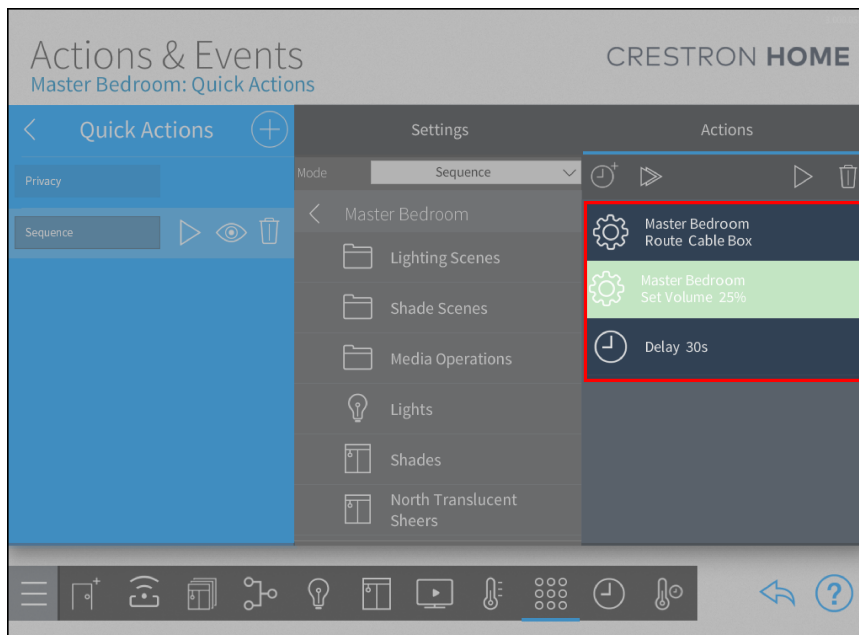 Actions & Events
Master Bedroom: Quick Actions
CRESTRON HOME
Quick Actions
Settings
Actions
Privacy
Mode
Sequence
Sequence
Master Bedroom
Lighting Scenes
Shade Scenes
Media Operations
Lights
Shades
North Translucent
Sheers
Master Bedroom
Route Cable Box
Master Bedroom
Set Volume 25%
Delay 30s